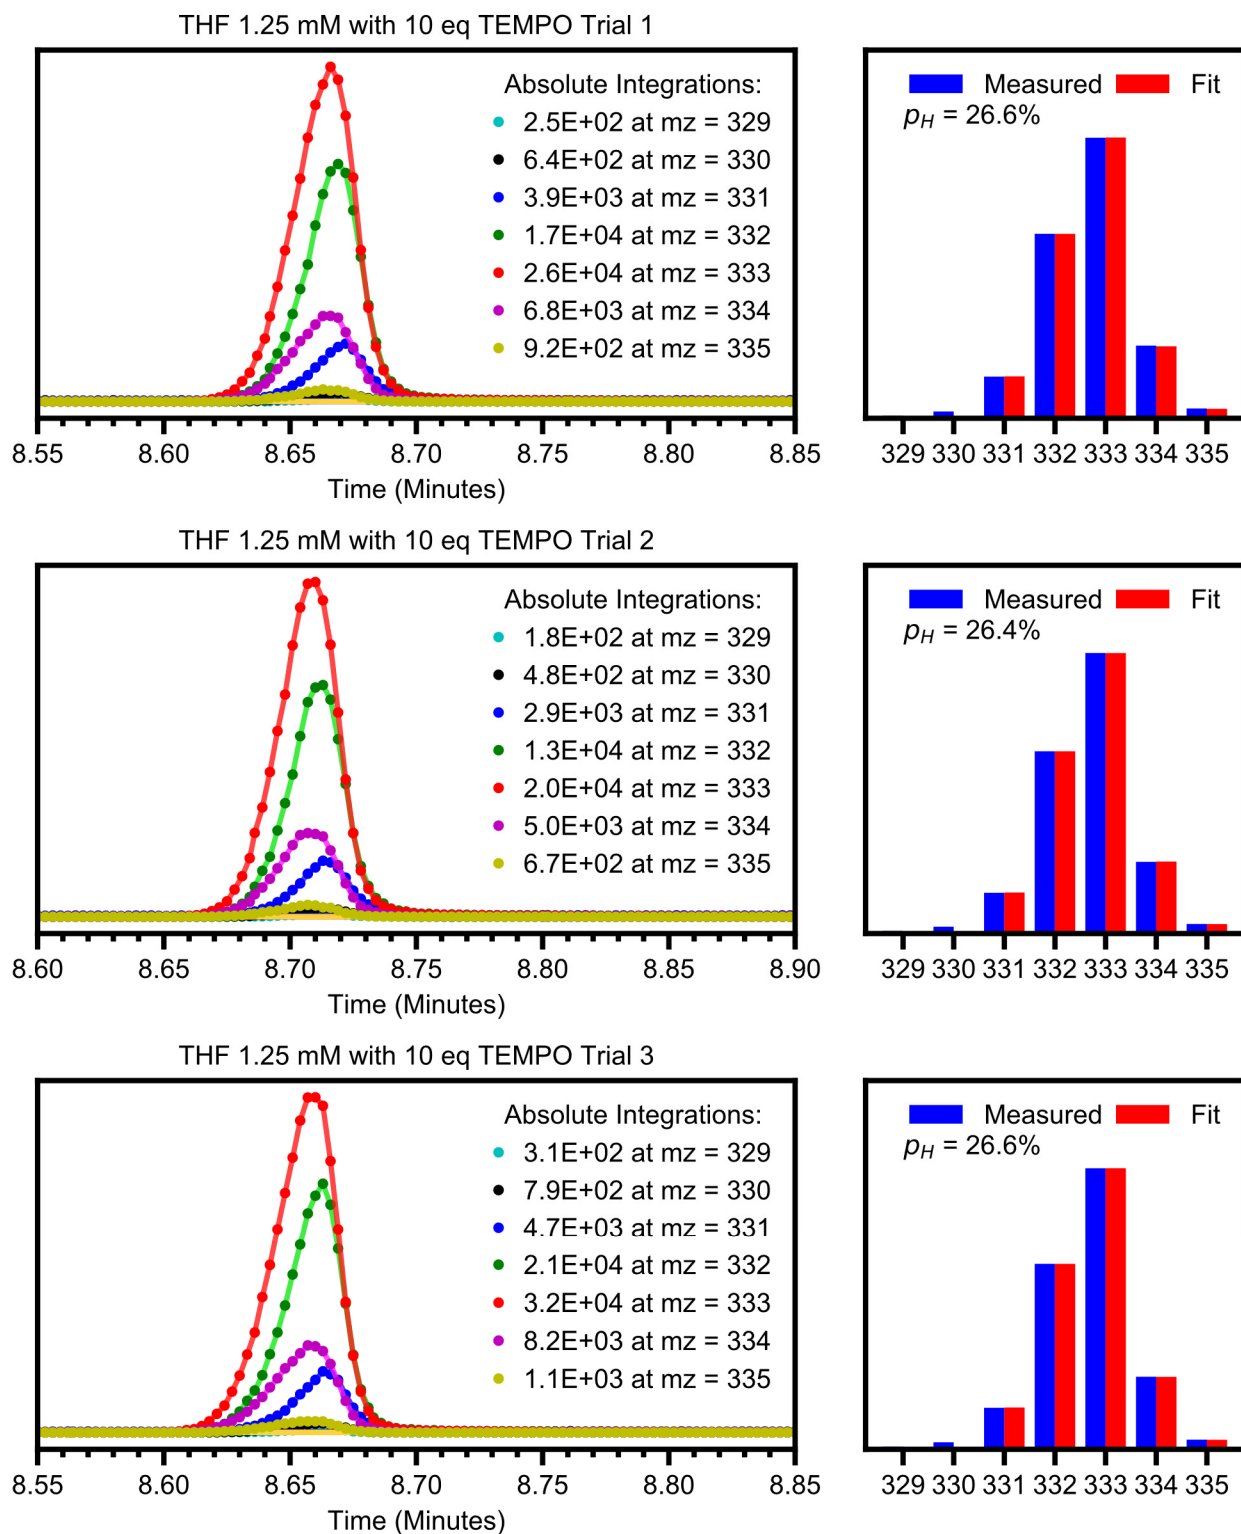 THF 1.25 mM with 10 eq TEMPO Trial 1
Absolute Integrations:
2.5E+02 at mz = 329
6.4E+02 at mz = 330
3.9E+03 at mz = 331
1.7E+04 at mz = 332
2.6E+04 at mz = 333
6.8E+03 at mz = 334
9.2E+02 at mz = 335
8.55 8.60 8.65 8.70 8.75 8.80 8.85
Time (Minutes)
Measured Fit
pH = 26.6%
329 330 331 332 333 334 335
THF 1.25 mM with 10 eq TEMPO Trial 2
Absolute Integrations:
1.8E+02 at mz = 329
4.8E+02 at mz = 330
2.9E+03 at mz = 331
1.3E+04 at mz = 332
2.0E+04 at mz = 333
5.0E+03 at mz = 334
6.7E+02 at mz = 335
8.60 8.65 8.70 8.75 8.80 8.85 8.90
Time (Minutes)
Measured Fit
pH = 26.4%
329 330 331 332 333 334 335
THF 1.25 mM with 10 eq TEMPO Trial 3
Absolute Integrations:
3.1E+02 at mz = 329
7.9E+02 at mz = 330
4.7E+03 at mz = 331
2.1E+04 at mz = 332
3.2E+04 at mz = 333
8.2E+03 at mz = 334
1.1E+03 at mz = 335
8.55 8.60 8.65 8.70 8.75 8.80 8.85
Time (Minutes)
Measured Fit
pH = 26.6%
329 330 331 332 333 334 335